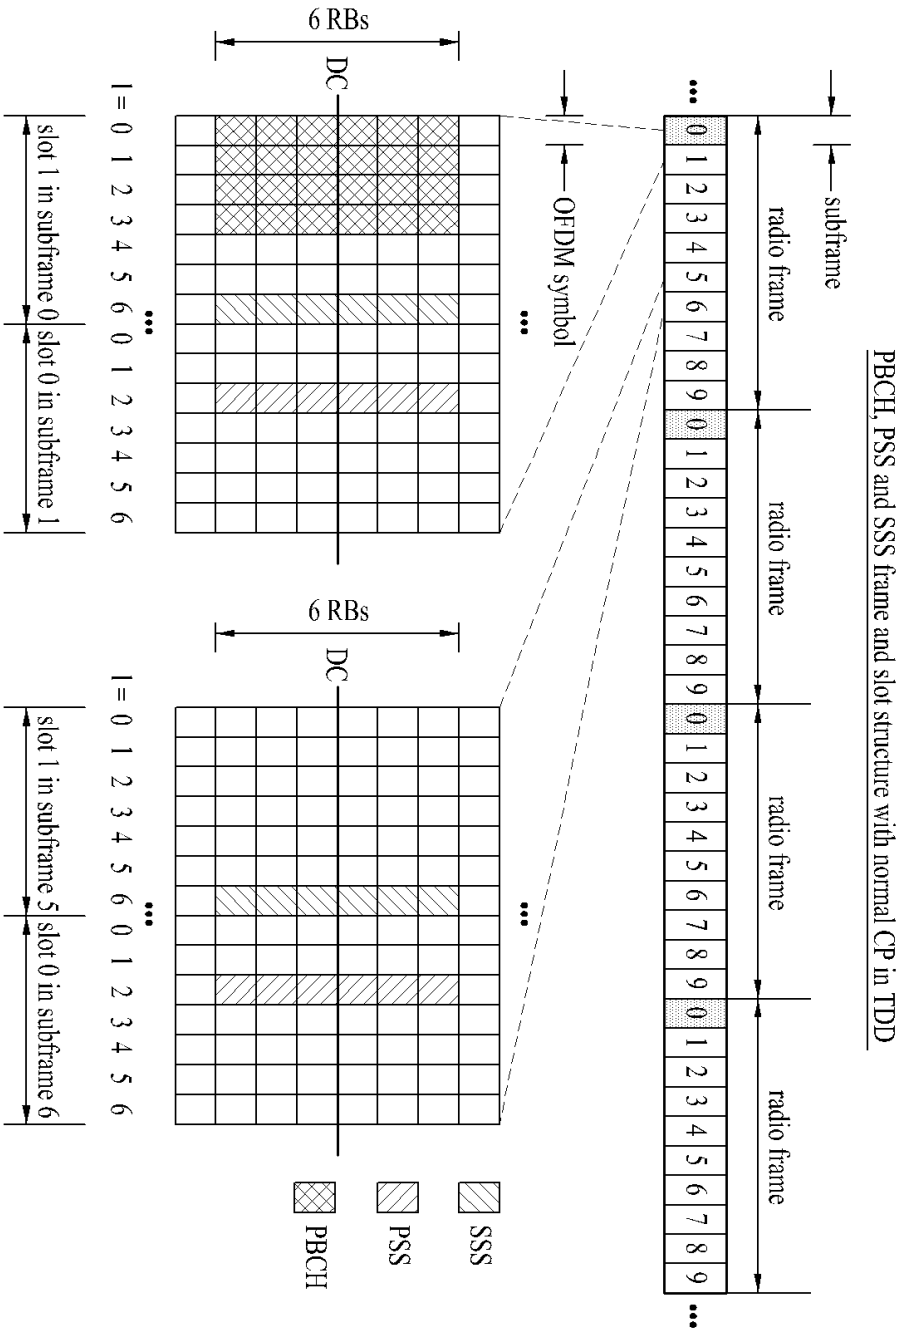 PBCH, PSS and SSS frame and slot structure with normal CP in TDD
subframe
radio frame radio frame radio frame radio frame
... 0 1 2 3 4 5 6 7 8 9 0 1 2 3 4 5 6 7 8 9 0 1 2 3 4 5 6 7 8 9 0 1 2 3 4 5 6 7 8 9 ...
OFDM symbol
... ...
SSS
PSS
PBCH
6 RBs
DC
6 RBs
DC
... ...
l = 0 1 2 3 4 5 6 0 1 2 3 4 5 6
l = 0 1 2 3 4 5 6 0 1 2 3 4 5 6
slot 1 in subframe 0 slot 0 in subframe 1
slot 1 in subframe 5 slot 0 in subframe 6